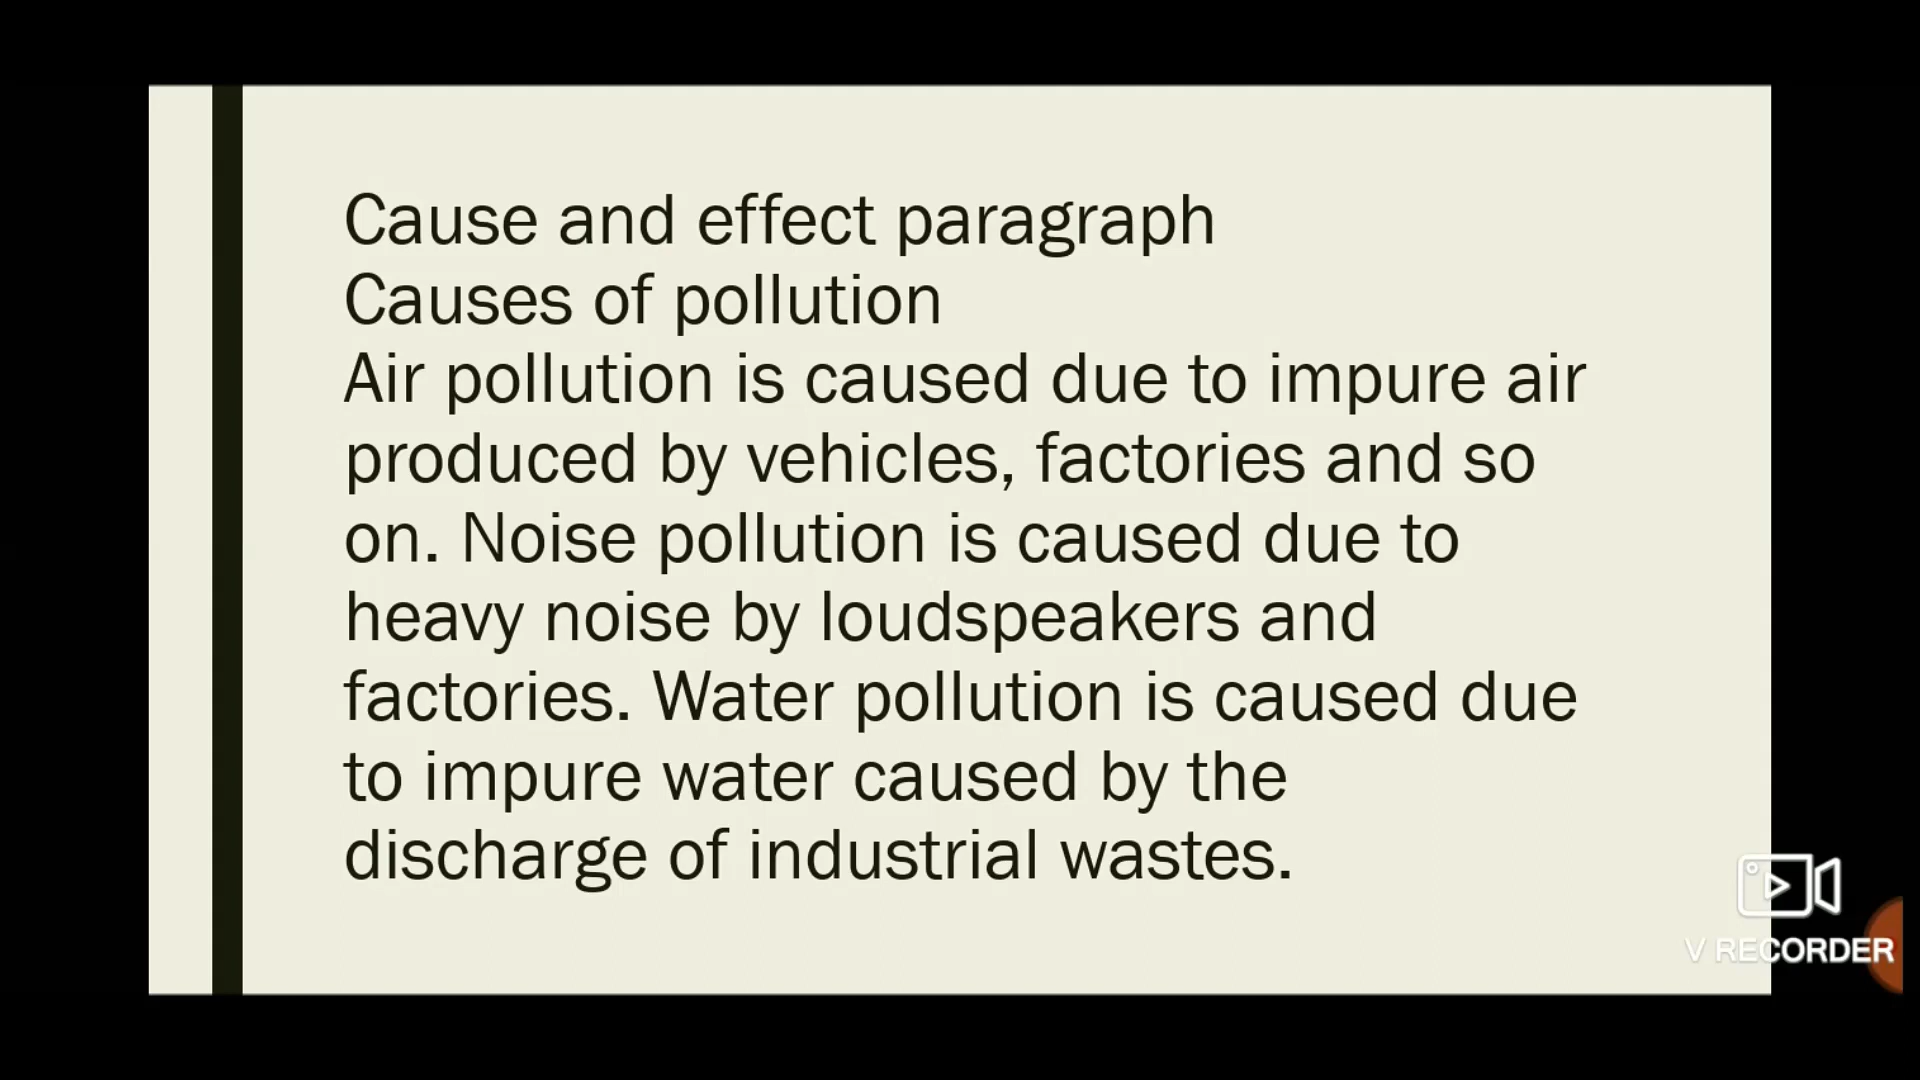 Cause and effect paragraph
Causes of pollution
Air pollution is caused due to impure air
produced by vehicles, factories and so
on. Noise pollution is caused due to
heavy noise by loudspeakers and
factories. Water pollution is caused due
to impure water caused by the
discharge of industrial wastes.
V RECORDER